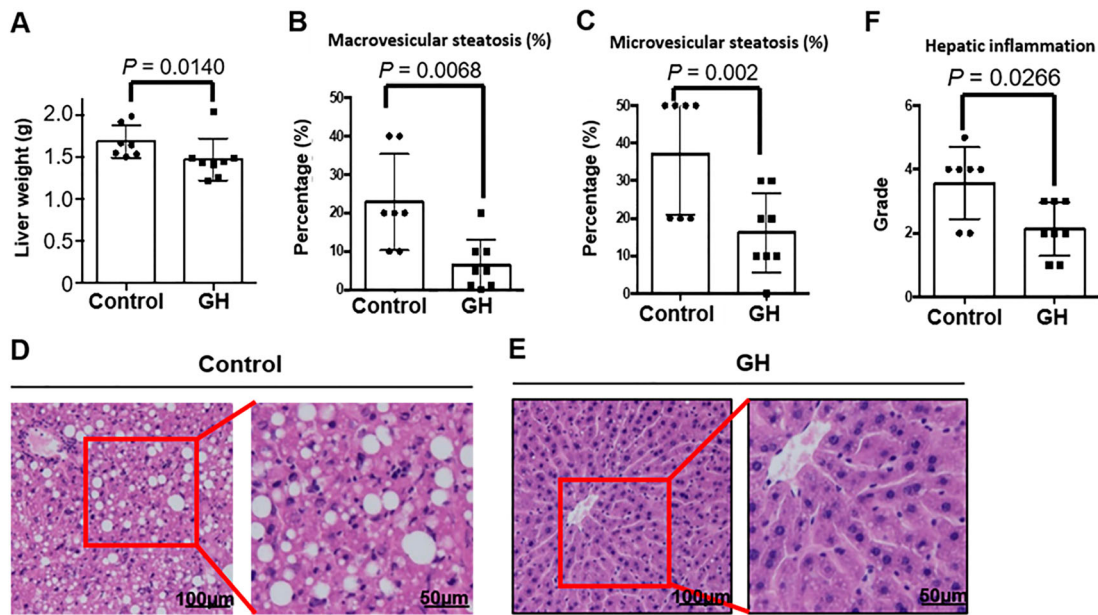 A
P = 0.0140
Liver weight (g)
2.0
1.5
1.0
0.5
0
Control
GH
B
Macrovesicular steatosis (%)
P = 0.0068
Percentage (%)
50
40
30
20
10
0
Control
GH
C
Microvesicular steatosis (%)
P = 0.002
Percentage (%)
50
40
30
20
10
0
Control
GH
F
Hepatic inflammation
P = 0.0266
Grade
6
4
2
0
Control
GH
D
Control
100μm
50μm
E
GH
100μm
50μm